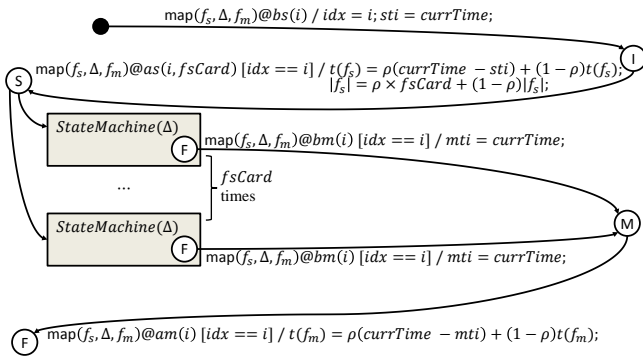 map(f_s, Δ, f_m)@bs(i) / idx = i; sti = currTime;
I
S
map(f_s, Δ, f_m)@as(i, fsCard) [idx == i] / t(f_s) = ρ(currTime − sti) + (1 − ρ)t(f_s);
|f_s| = ρ × fsCard + (1 − ρ)|f_s|;
StateMachine(Δ)
F
map(f_s, Δ, f_m)@bm(i) [idx == i] / mti = currTime;
...
fsCard
times
StateMachine(Δ)
F
M
map(f_s, Δ, f_m)@bm(i) [idx == i] / mti = currTime;
F
map(f_s, Δ, f_m)@am(i) [idx == i] / t(f_m) = ρ(currTime − mti) + (1 − ρ)t(f_m);